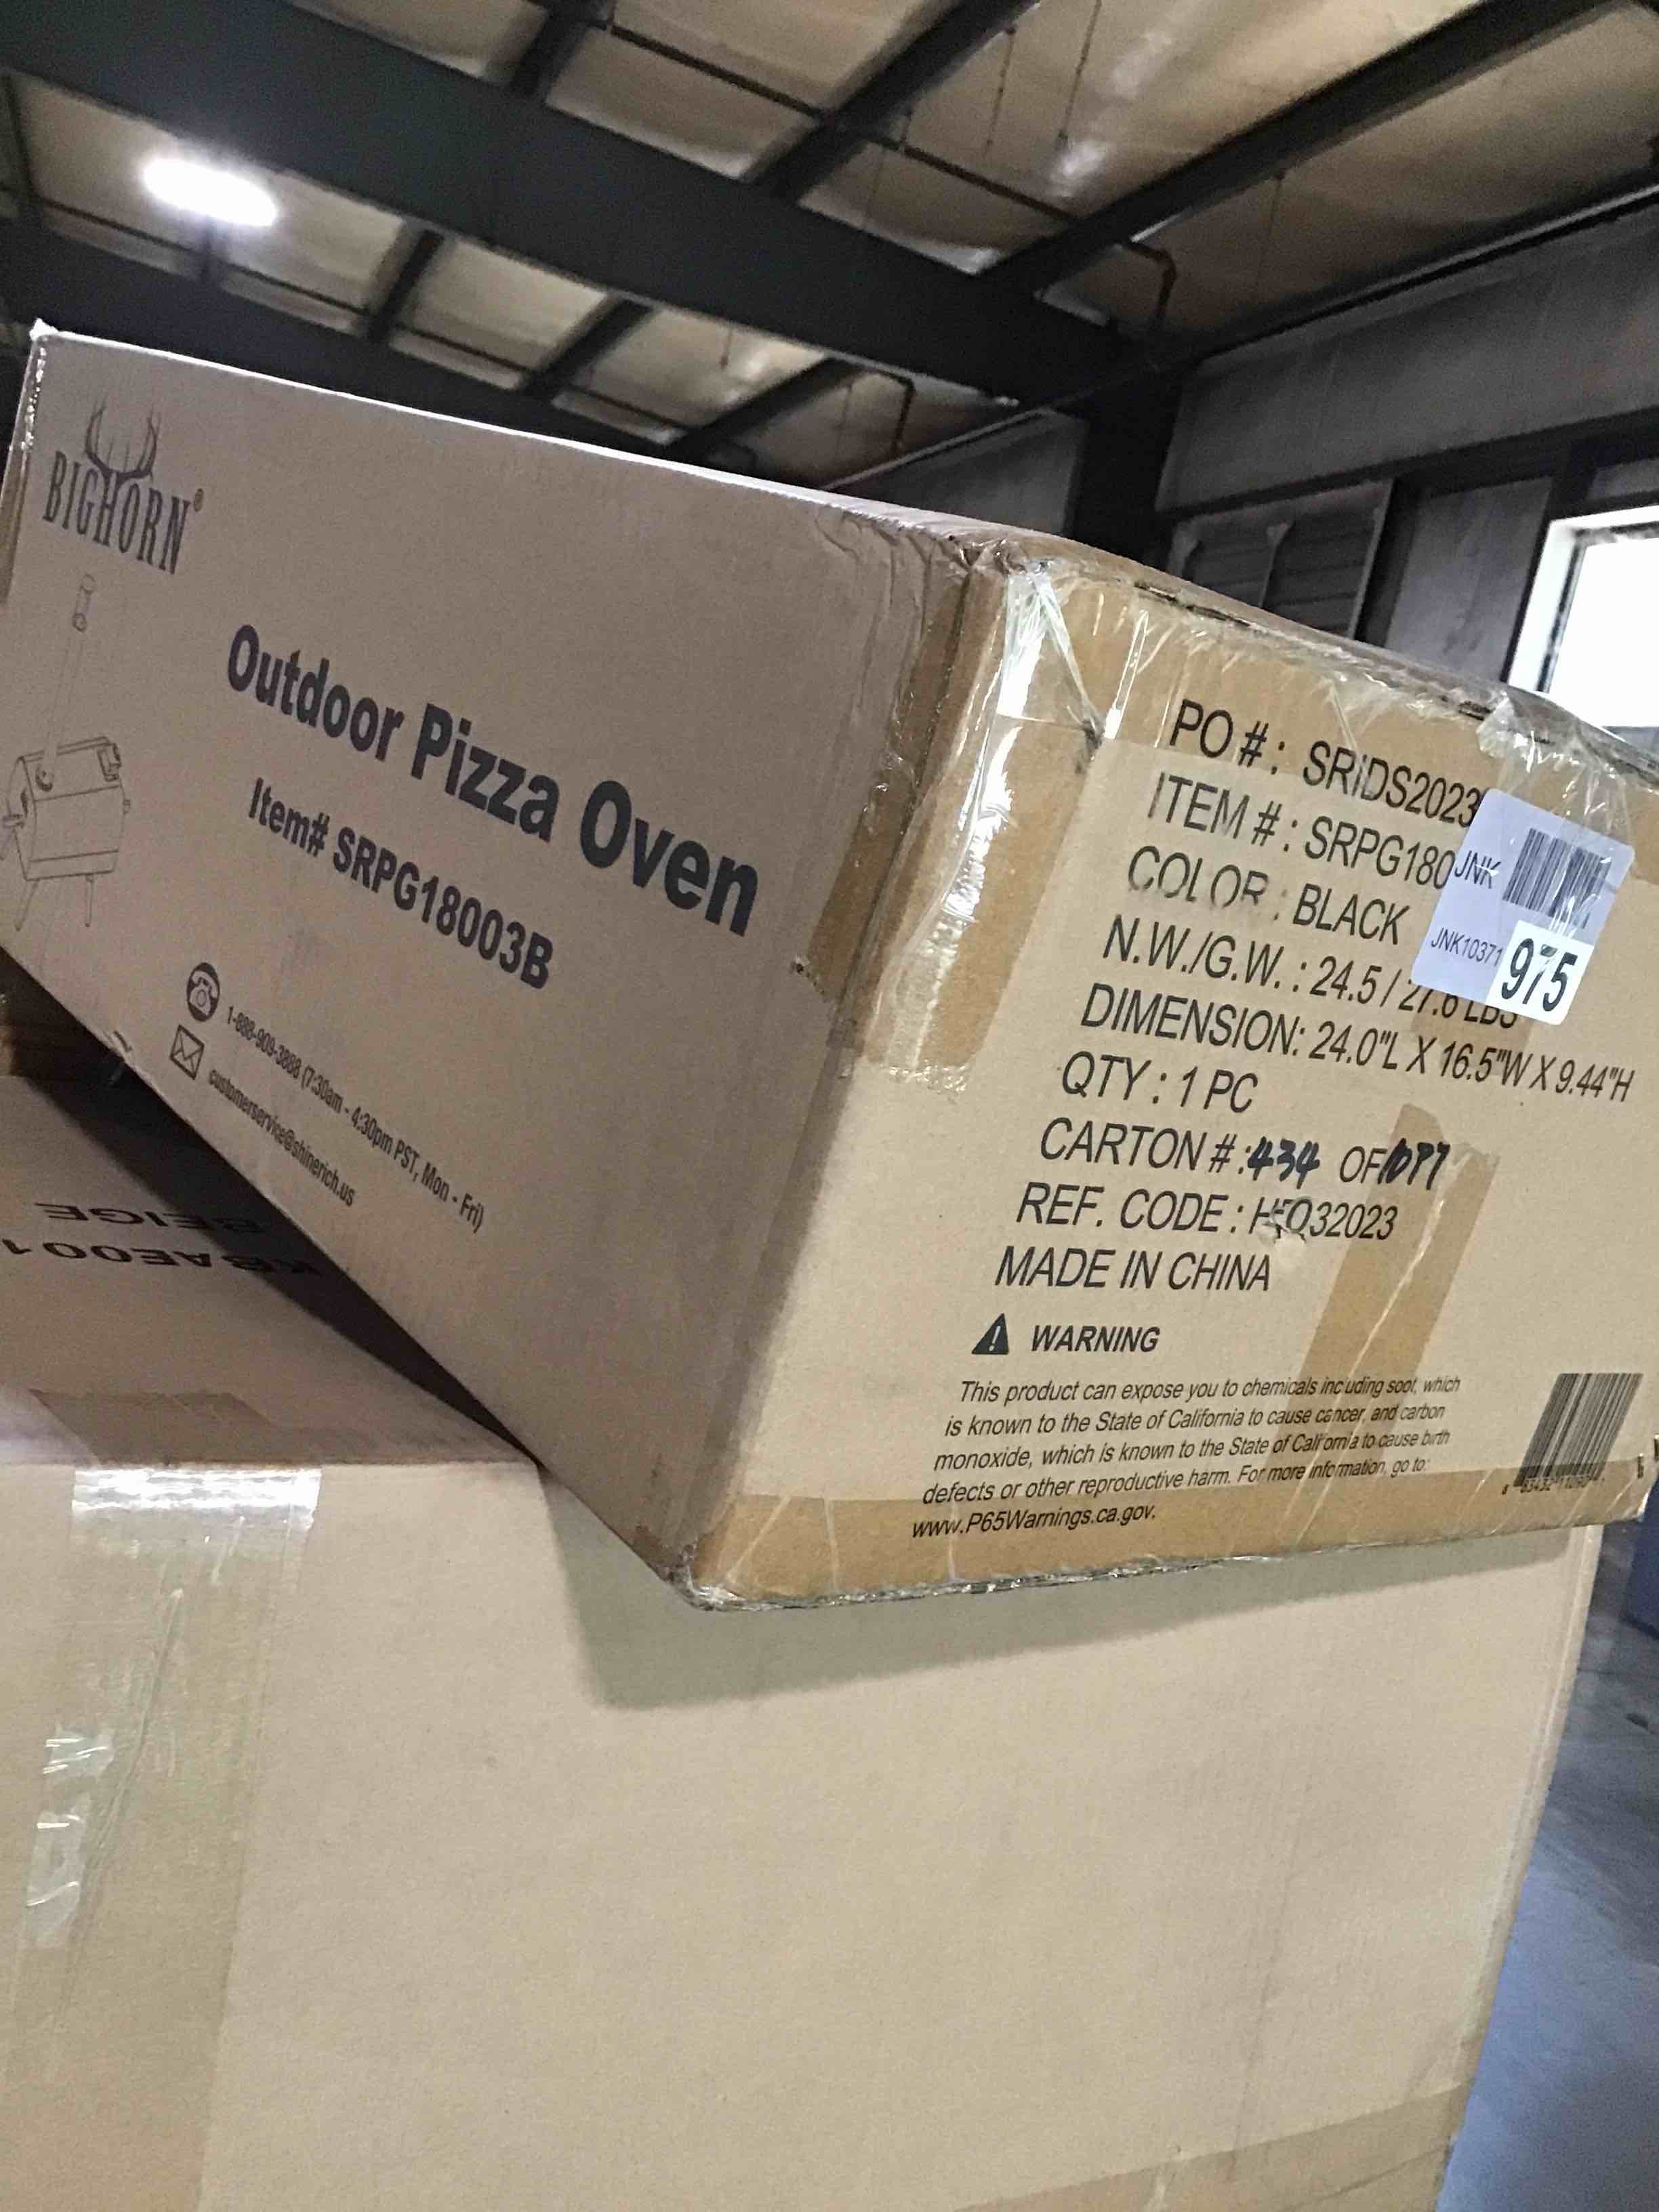 BIGHORN®
Outdoor Pizza Oven
Item# SRPG18003B
1-888-909-3888 (7:30am - 4:30pm PST, Mon - Fri)
customerservice@shinerich.us
PO #: SRIDS2023
ITEM #: SRPG180
COLOR: BLACK
N.W./G.W.: 24.5 / 27.6 LBS
DIMENSION: 24.0"L X 16.5"W X 9.44"H
QTY: 1 PC
CARTON #: 434 OF
REF. CODE: 32023
MADE IN CHINA
WARNING
This product can expose you to chemicals including soot, which
is known to the State of California to cause cancer, and carbon
monoxide, which is known to the State of California to cause birth
defects or other reproductive harm. For more information, go to:
www.P65Warnings.ca.gov.
JNK
JNK10371
975
BEIGE